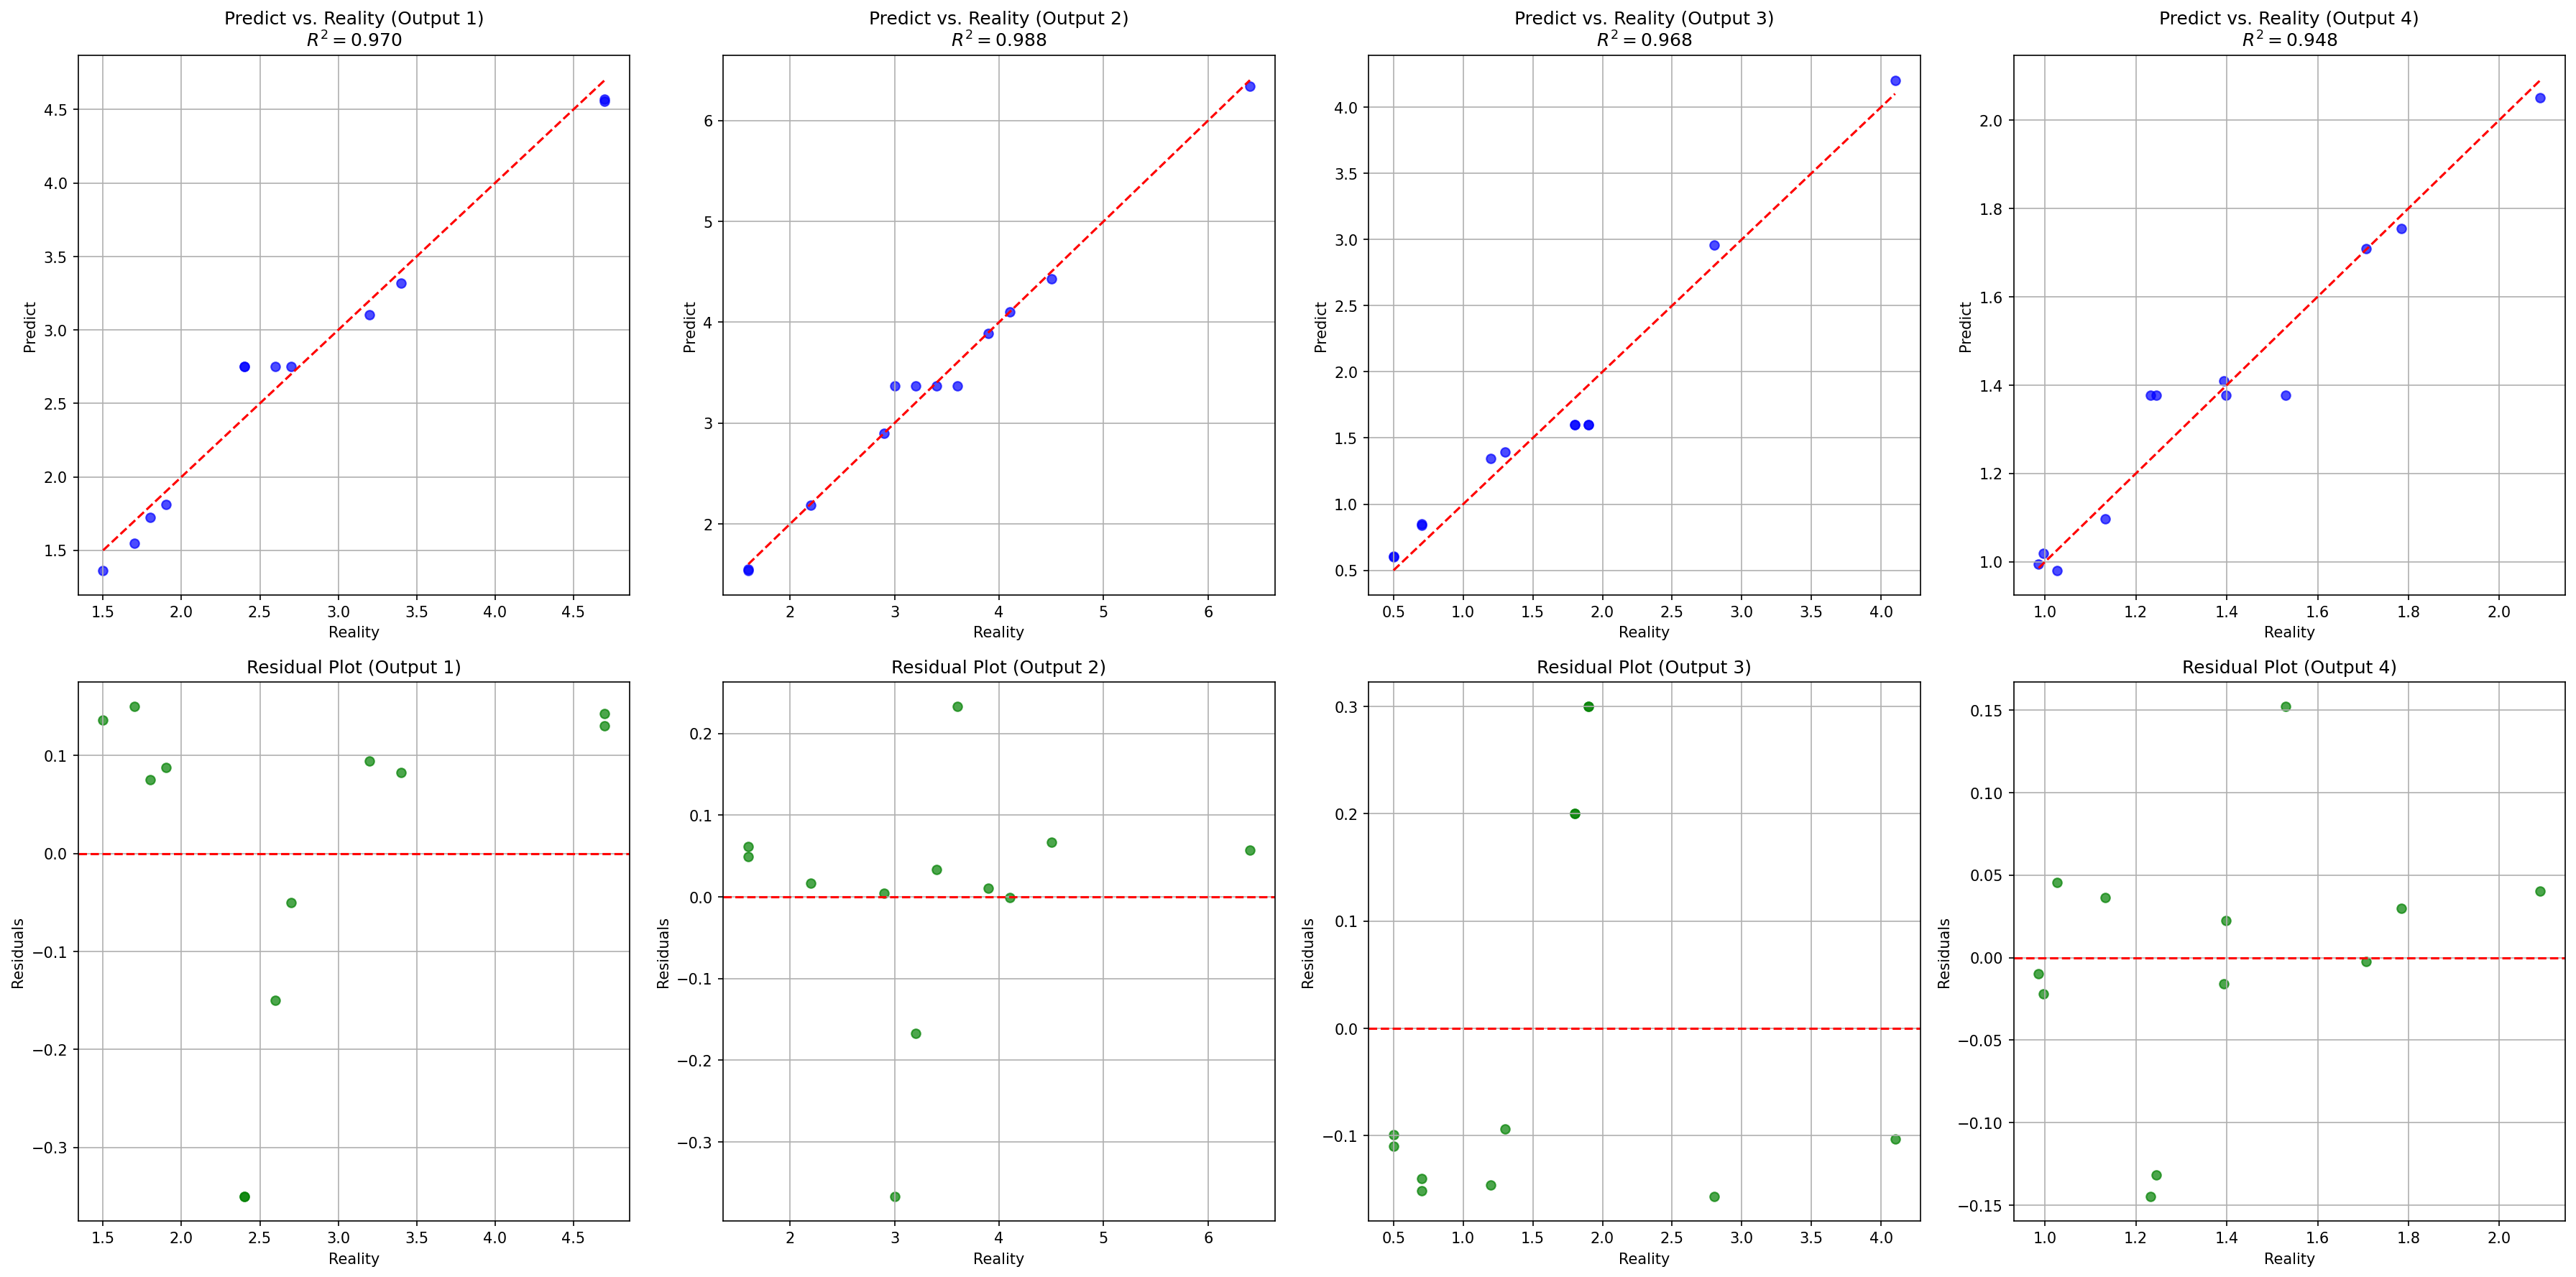 Predict vs. Reality (Output 1)
R² = 0.970
Predict
4.5
4.0
3.5
3.0
2.5
2.0
1.5
1.5 2.0 2.5 3.0 3.5 4.0 4.5
Reality
Predict vs. Reality (Output 2)
R² = 0.988
Predict
6
5
4
3
2
2 3 4 5 6
Reality
Predict vs. Reality (Output 3)
R² = 0.968
Predict
4.0
3.5
3.0
2.5
2.0
1.5
1.0
0.5
0.5 1.0 1.5 2.0 2.5 3.0 3.5 4.0
Reality
Predict vs. Reality (Output 4)
R² = 0.948
Predict
2.0
1.8
1.6
1.4
1.2
1.0
1.0 1.2 1.4 1.6 1.8 2.0
Reality
Residual Plot (Output 1)
Residuals
0.1
0.0
−0.1
−0.2
−0.3
1.5 2.0 2.5 3.0 3.5 4.0 4.5
Reality
Residual Plot (Output 2)
Residuals
0.2
0.1
0.0
−0.1
−0.2
−0.3
2 3 4 5 6
Reality
Residual Plot (Output 3)
Residuals
0.3
0.2
0.1
0.0
−0.1
0.5 1.0 1.5 2.0 2.5 3.0 3.5 4.0
Reality
Residual Plot (Output 4)
Residuals
0.15
0.10
0.05
0.00
−0.05
−0.10
−0.15
1.0 1.2 1.4 1.6 1.8 2.0
Reality